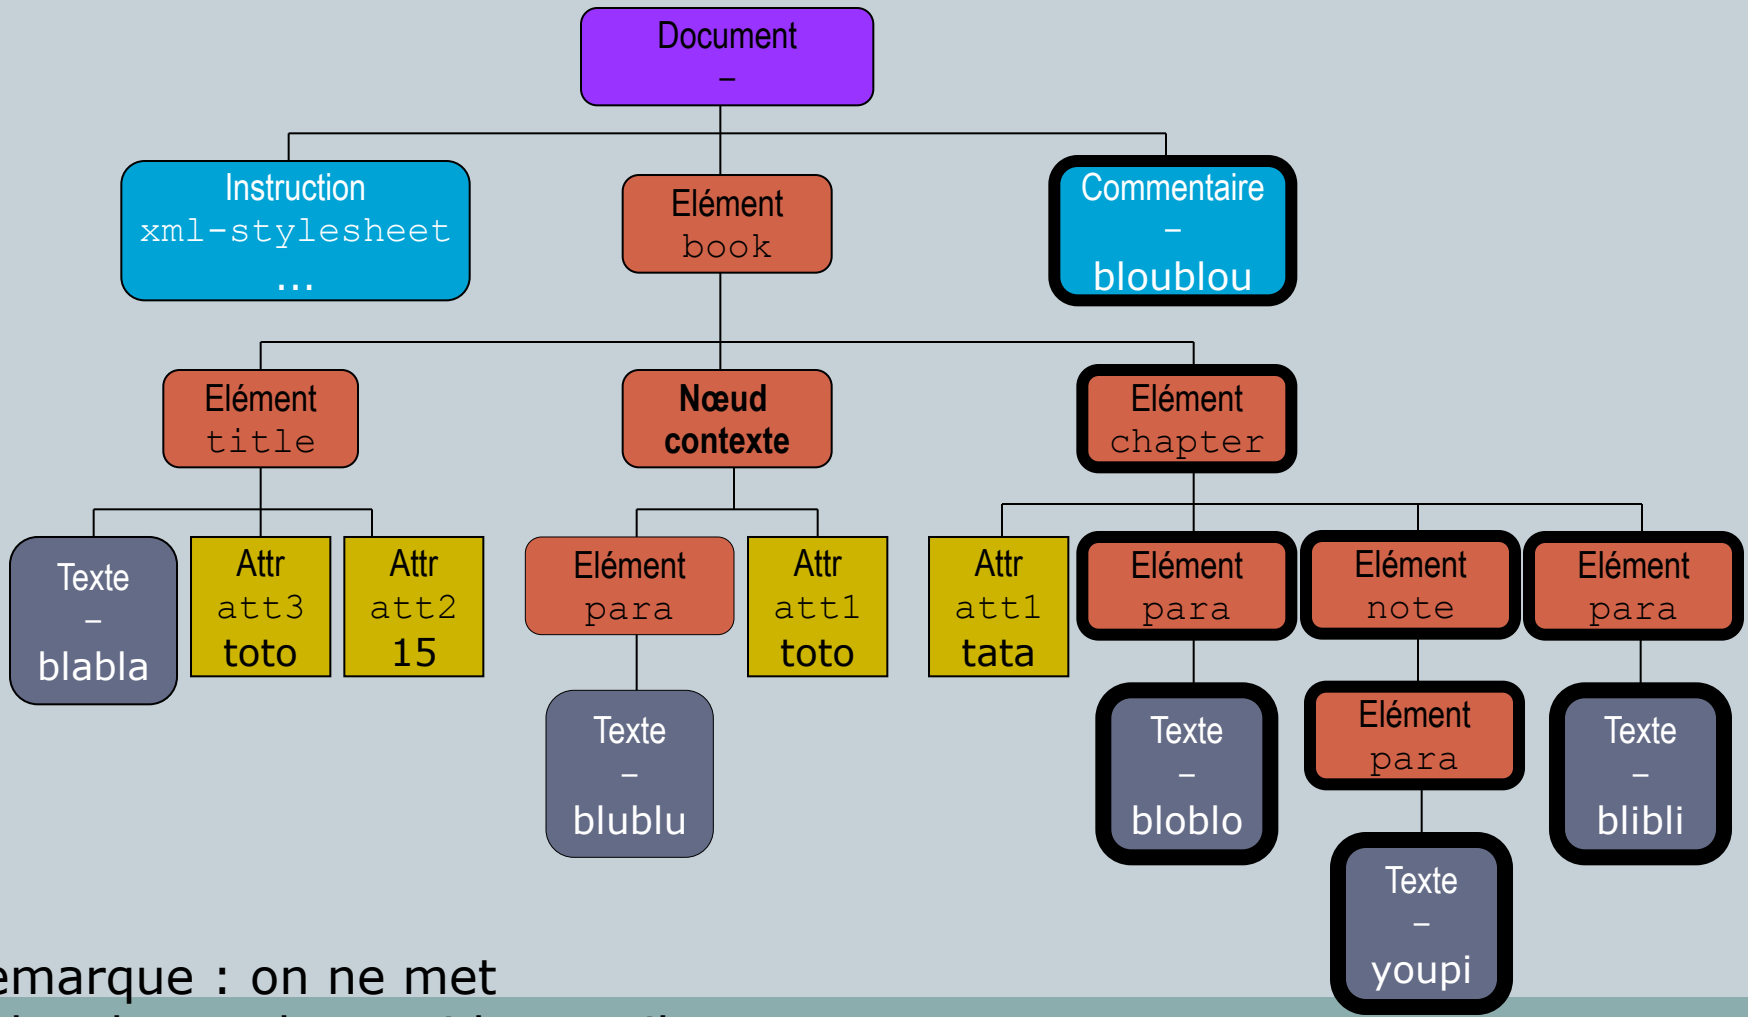 Document
–
Instruction
xml-stylesheet
...
Elément
book
Commentaire
–
bloublou
Elément
title
Nœud
contexte
Elément
chapter
Texte
–
blabla
Attr
att3
toto
Attr
att2
15
Elément
para
Attr
att1
toto
Attr
att1
tata
Elément
para
Elément
note
Elément
para
Texte
–
blublu
Texte
–
bloblo
Elément
para
Texte
–
blibli
Texte
–
youpi
emarque : on ne met